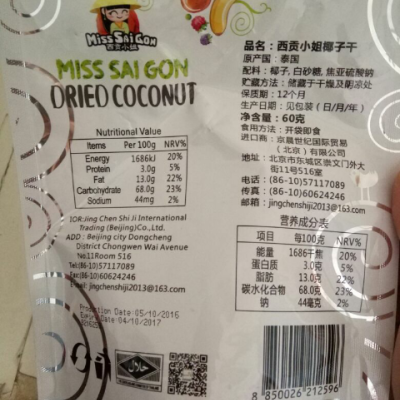 Miss Saigon
西贡小姐
MISS SAIGON
DRIED COCONUT
Nutritional Value
Items Per 100g NRV%
Energy 1686kJ 20%
Protein 3.0g 5%
Fat 13.0g 22%
Carbohydrate 68.0g 23%
Sodium 44mg 2%
IOR:Jing Chen Shi Ji International
Trading (Beijing)Co.,Ltd.
ADD : Beijing city Dongcheng
District Chongwen Wai Avenue
No.11Room 516
Tel:(86-10)57117089
(86-10)60624246
E:jingchenshiji2013@163.com
Production Date: 05/10/2016
Expiry Date: 04/10/2017
品名：西贡小姐椰子干
原产国：泰国
配料：椰子, 白砂糖, 焦亚硫酸钠
贮藏方法：储藏于干燥及阴凉处
保质期：12个月
生产日期：见包装（日/月/年）
净含量：60克
食用方法：开袋即食
进口商：京晨世纪国际贸易
（北京）有限公司
地址：北京市东城区崇文门外大
街11号516室
电话：(86-10)57117089
传真：(86-10)60624246
邮箱：jingchenshiji2013@163.com
营养成分表
项目 每100克 NRV%
能量 1686千焦 20%
蛋白质 3.0克 5%
脂肪 13.0克 22%
碳水化合物 68.0克 23%
钠 44毫克 2%
حلال
8 850026 212596